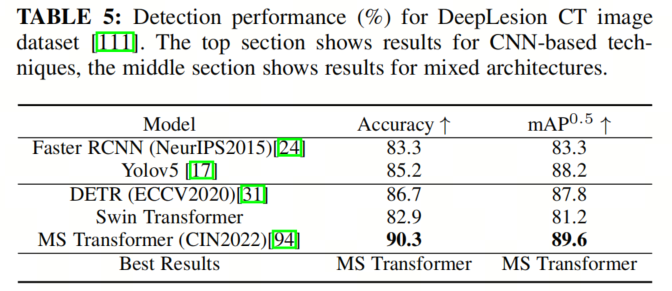 TABLE 5: Detection performance (%) for DeepLesion CT image
dataset [111]. The top section shows results for CNN-based tech-
niques, the middle section shows results for mixed architectures.
Model Accuracy ↑ mAP^0.5 ↑
Faster RCNN (NeurIPS2015)[24] 83.3 83.3
Yolov5 [17] 85.2 88.2
DETR (ECCV2020)[31] 86.7 87.8
Swin Transformer 82.9 81.2
MS Transformer (CIN2022)[94] 90.3 89.6
Best Results MS Transformer MS Transformer